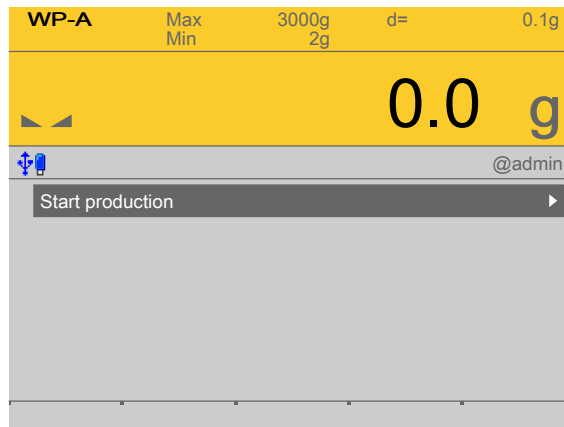 WP-A Max 3000g d= 0.1g
Min 2g
0.0 g
@admin
Start production